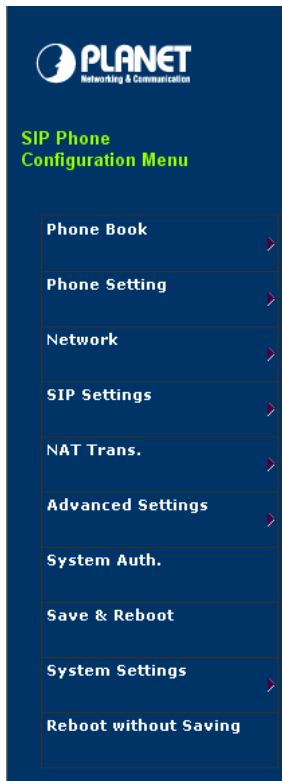 PLANET
Networking & Communication
SIP Phone
Configuration Menu
Phone Book
Phone Setting
Network
SIP Settings
NAT Trans.
Advanced Settings
System Auth.
Save & Reboot
System Settings
Reboot without Saving